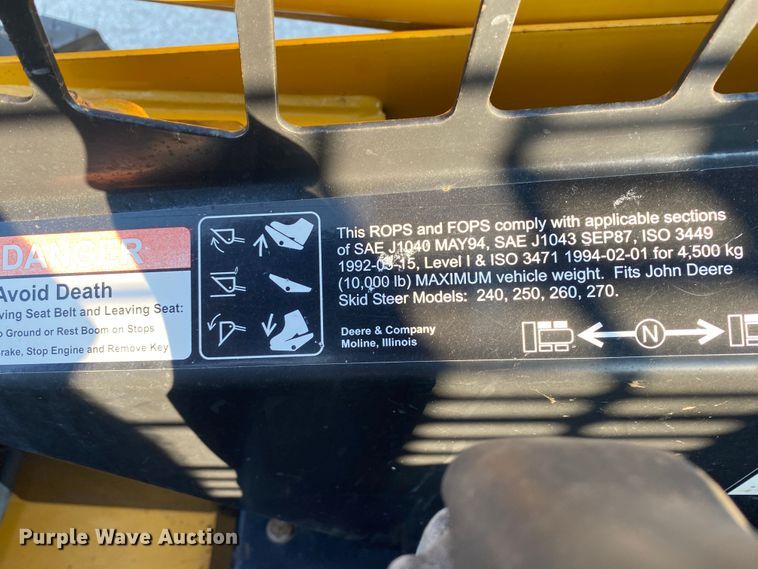 DANGER
Avoid Death
ving Seat Belt and Leaving Seat:
o Ground or Rest Boom on Stops
rake, Stop Engine and Remove Key
This ROPS and FOPS comply with applicable sections
of SAE J1040 MAY94, SAE J1043 SEP87, ISO 3449
1992-03-15, Level I & ISO 3471 1994-02-01 for 4,500 kg
(10,000 lb) MAXIMUM vehicle weight. Fits John Deere
Skid Steer Models: 240, 250, 260, 270.
Deere & Company
Moline, Illinois
N
Purple Wave Auction